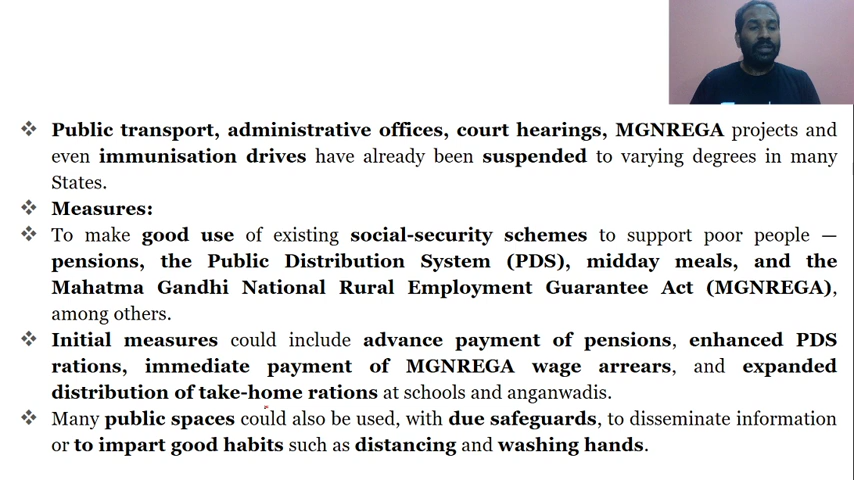 ❖ Public transport, administrative offices, court hearings, MGNREGA projects and
even immunisation drives have already been suspended to varying degrees in many
States.
❖ Measures:
❖ To make good use of existing social-security schemes to support poor people —
pensions, the Public Distribution System (PDS), midday meals, and the
Mahatma Gandhi National Rural Employment Guarantee Act (MGNREGA),
among others.
❖ Initial measures could include advance payment of pensions, enhanced PDS
rations, immediate payment of MGNREGA wage arrears, and expanded
distribution of take-home rations at schools and anganwadis.
❖ Many public spaces could also be used, with due safeguards, to disseminate information
or to impart good habits such as distancing and washing hands.